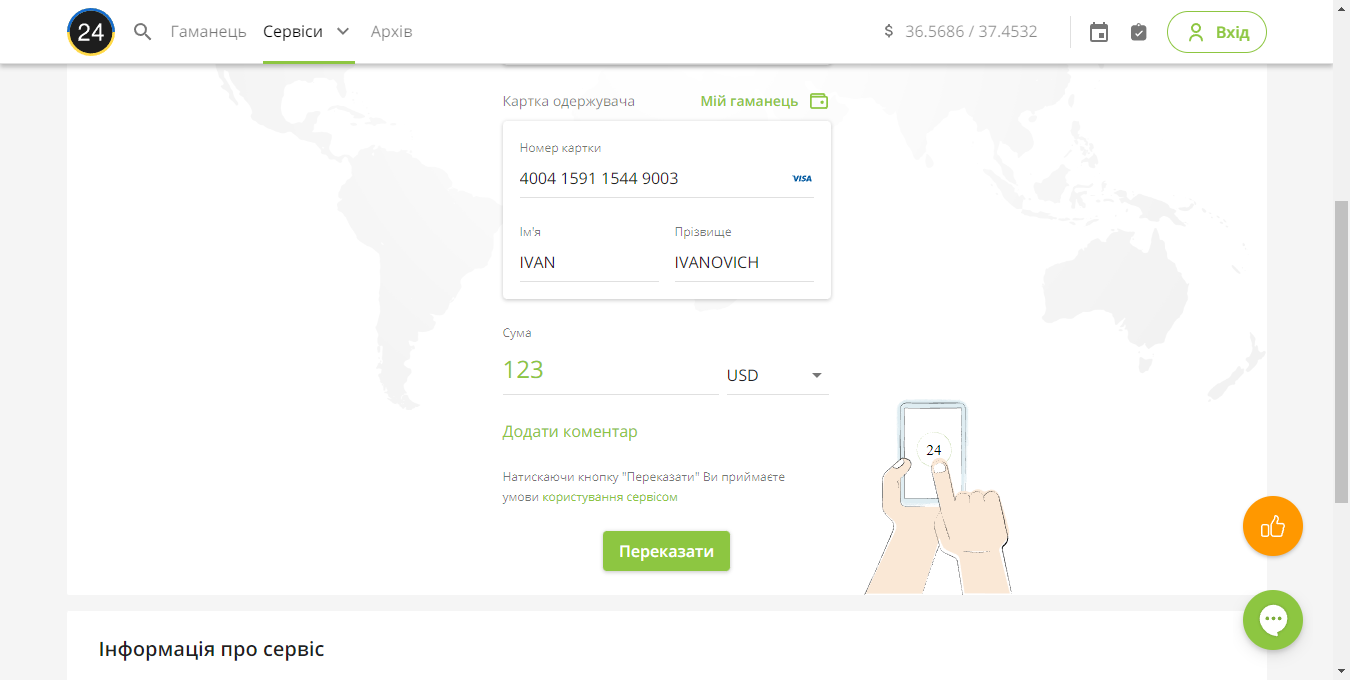 24 Гаманець Сервіси Архів $ 36.5686 / 37.4532 Вхід
Картка одержувача Мій гаманець
Номер картки
4004 1591 1544 9003 VISA
Ім'я Прізвище
IVAN IVANOVICH
Сума
123 USD
Додати коментар
24
Натискаючи кнопку "Переказати" Ви приймаєте
умови користування сервісом
Переказати
Інформація про сервіс